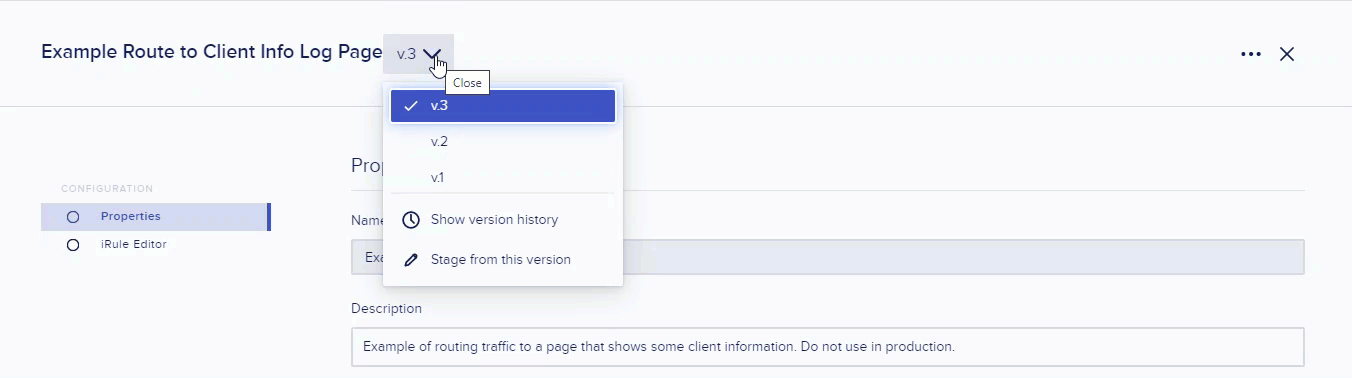 Example Route to Client Info Log Page v.3
Close
v.3
v.2
v.1
Show version history
Stage from this version
CONFIGURATION
Properties
iRule Editor
Prop
Name
Exa
Description
Example of routing traffic to a page that shows some client information. Do not use in production.